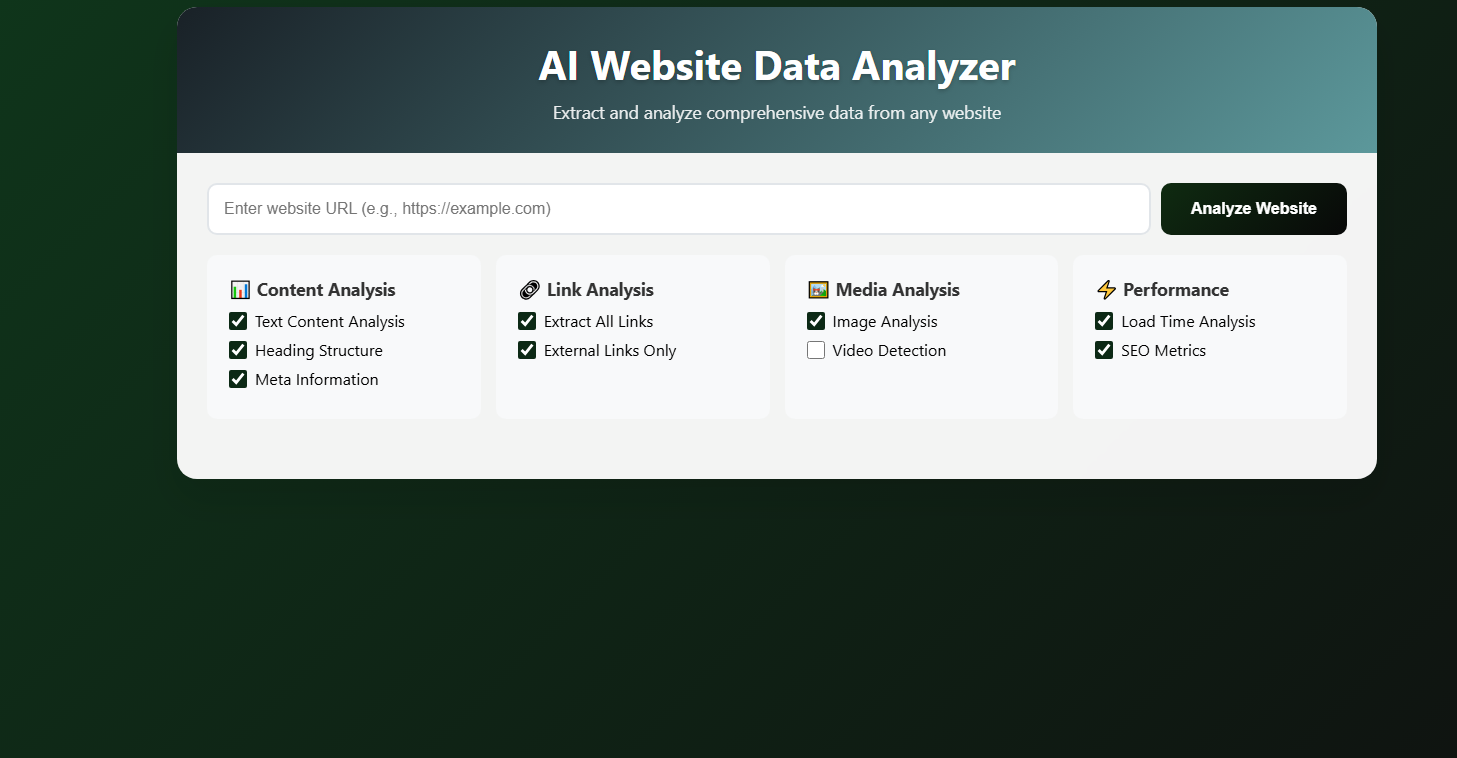 AI Website Data Analyzer
Extract and analyze comprehensive data from any website
Enter website URL (e.g., https://example.com)
Analyze Website
📊 Content Analysis
Text Content Analysis
Heading Structure
Meta Information
🔗 Link Analysis
Extract All Links
External Links Only
🖼️ Media Analysis
Image Analysis
Video Detection
⚡ Performance
Load Time Analysis
SEO Metrics